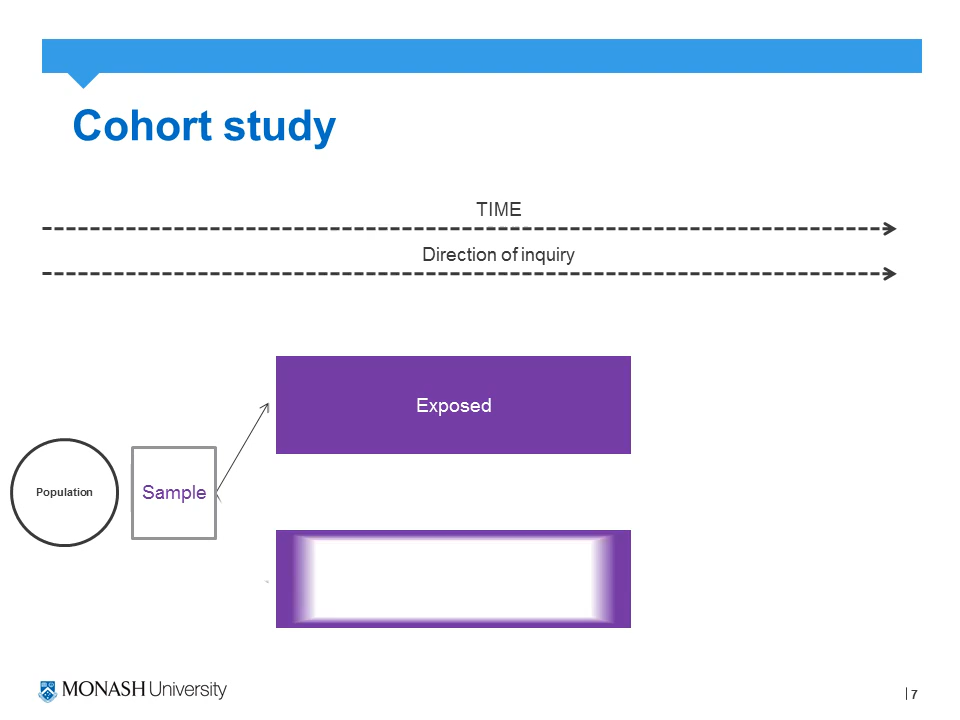 Cohort study
TIME
Direction of inquiry
Exposed
Population
Sample
MONASH University
7